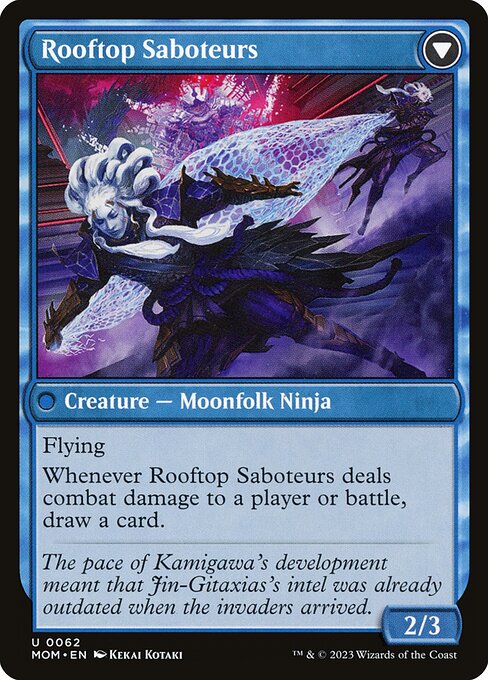 Rooftop Saboteurs
Creature — Moonfolk Ninja
Flying
Whenever Rooftop Saboteurs deals
combat damage to a player or battle,
draw a card.
The pace of Kamigawa's development
meant that Jin-Gitaxias's intel was already
outdated when the invaders arrived.
2/3
U 0062
MOM • EN Kekai Kotaki
™ & © 2023 Wizards of the Coast